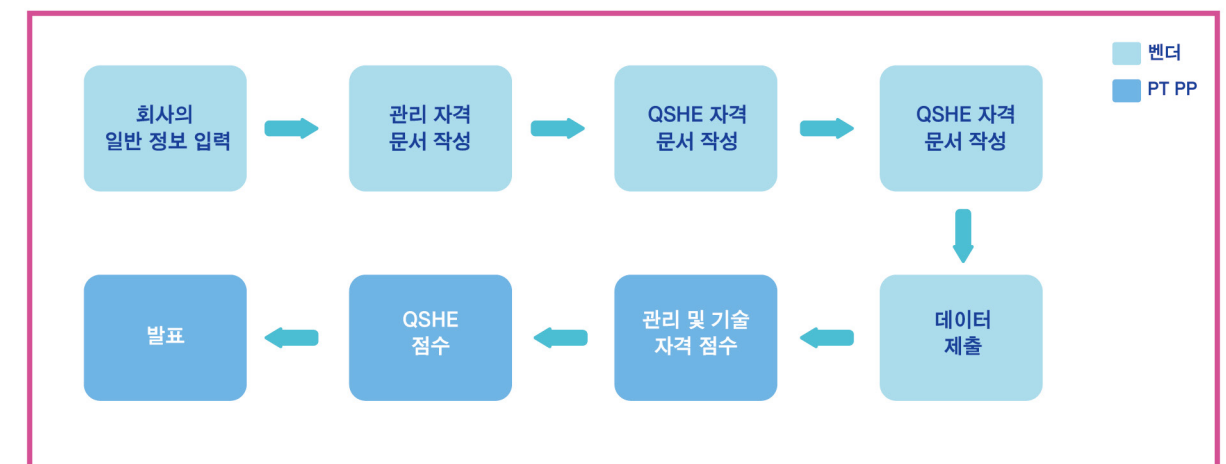 벤더
PT PP
회사의
일반 정보 입력
관리 자격
문서 작성
QSHE 자격
문서 작성
QSHE 자격
문서 작성
데이터
제출
관리 및 기술
자격 점수
QSHE
점수
발표